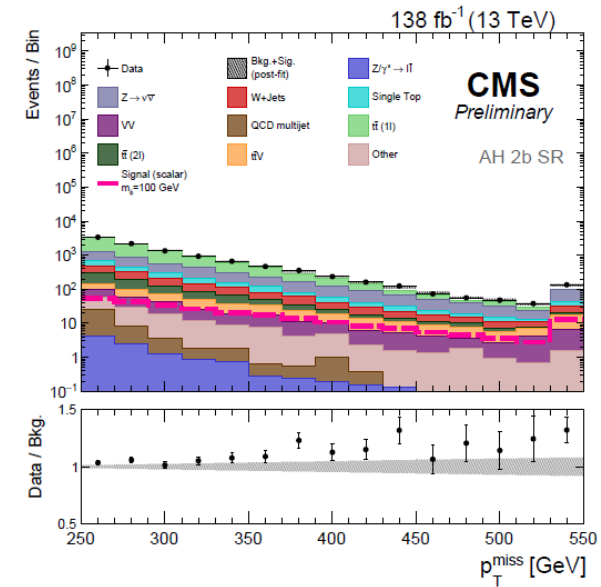 138 fb⁻¹ (13 TeV)
Events / Bin
10⁹
10⁸
10⁷
10⁶
10⁵
10⁴
10³
10²
10
1
10⁻¹
Data
Bkg.+Sig.
(post-fit)
Z/γ* → ll̄
Z → νν̄
W+Jets
Single Top
VV
QCD multijet
tt̄ (1l)
tt̄ (2l)
tt̄V
Other
Signal (scalar)
m_ϕ=100 GeV
CMS
Preliminary
AH 2b SR
Data / Bkg.
1.5
1
0.5
250 300 350 400 450 500 550
p_T^miss [GeV]